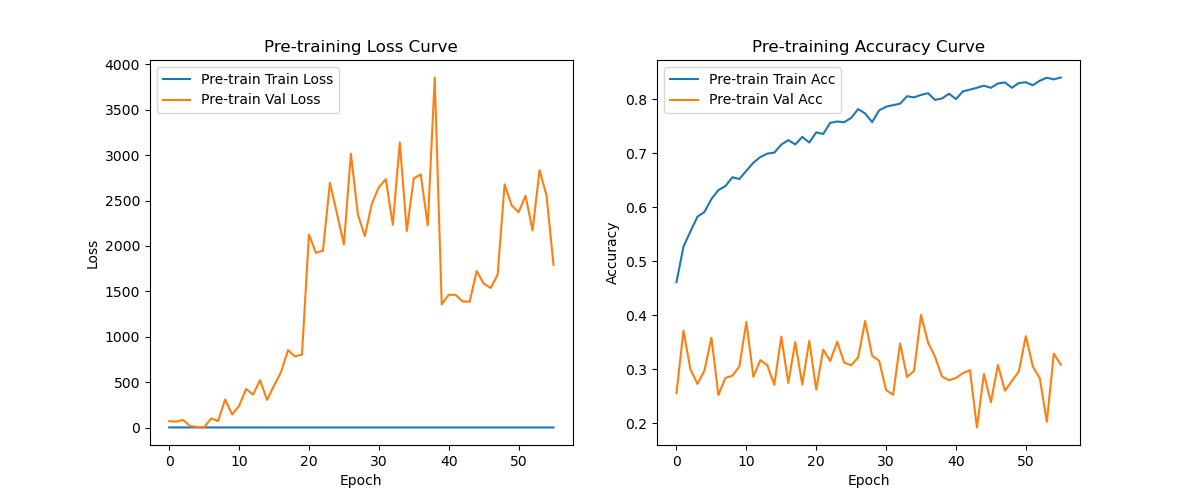 Pre-training Loss Curve
Pre-train Train Loss
Pre-train Val Loss
4000
3500
3000
2500
2000
1500
1000
500
0
Loss
0 10 20 30 40 50
Epoch
Pre-training Accuracy Curve
Pre-train Train Acc
Pre-train Val Acc
0.8
0.7
0.6
0.5
0.4
0.3
0.2
Accuracy
0 10 20 30 40 50
Epoch